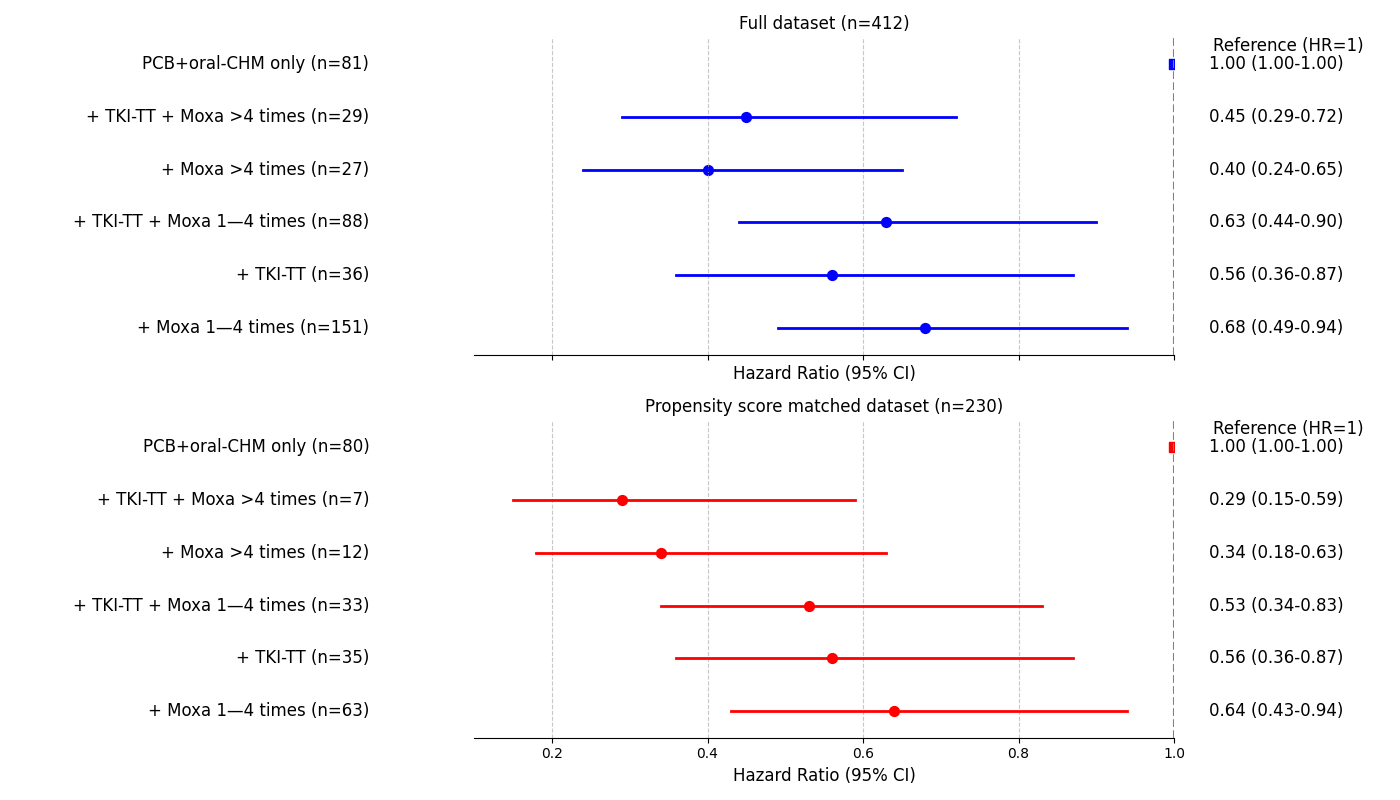 Full dataset (n=412)
Reference (HR=1)
PCB+oral-CHM only (n=81) 1.00 (1.00-1.00)
+ TKI-TT + Moxa >4 times (n=29) 0.45 (0.29-0.72)
+ Moxa >4 times (n=27) 0.40 (0.24-0.65)
+ TKI-TT + Moxa 1—4 times (n=88) 0.63 (0.44-0.90)
+ TKI-TT (n=36) 0.56 (0.36-0.87)
+ Moxa 1—4 times (n=151) 0.68 (0.49-0.94)
Hazard Ratio (95% CI)
Propensity score matched dataset (n=230)
Reference (HR=1)
PCB+oral-CHM only (n=80) 1.00 (1.00-1.00)
+ TKI-TT + Moxa >4 times (n=7) 0.29 (0.15-0.59)
+ Moxa >4 times (n=12) 0.34 (0.18-0.63)
+ TKI-TT + Moxa 1—4 times (n=33) 0.53 (0.34-0.83)
+ TKI-TT (n=35) 0.56 (0.36-0.87)
+ Moxa 1—4 times (n=63) 0.64 (0.43-0.94)
0.2 0.4 0.6 0.8 1.0
Hazard Ratio (95% CI)